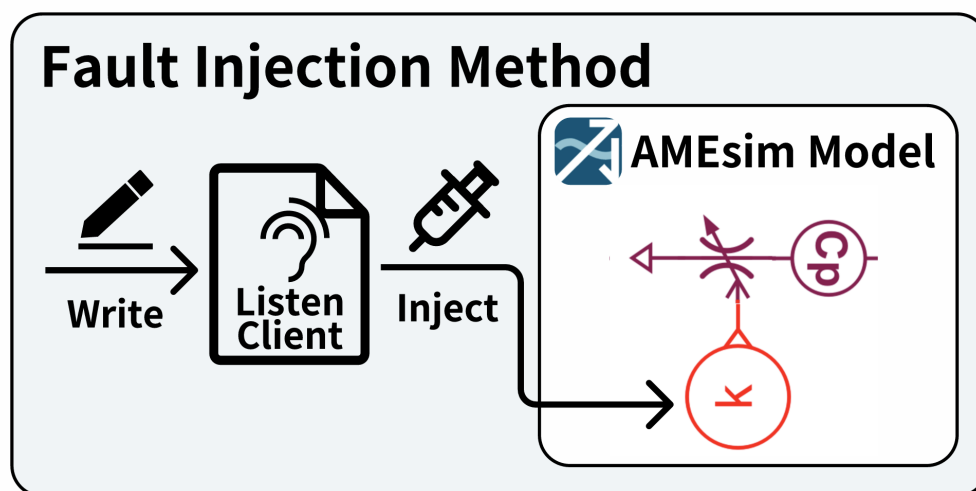 Fault Injection Method
AMEsim Model
Write
Listen
Client
Inject
Cp
k